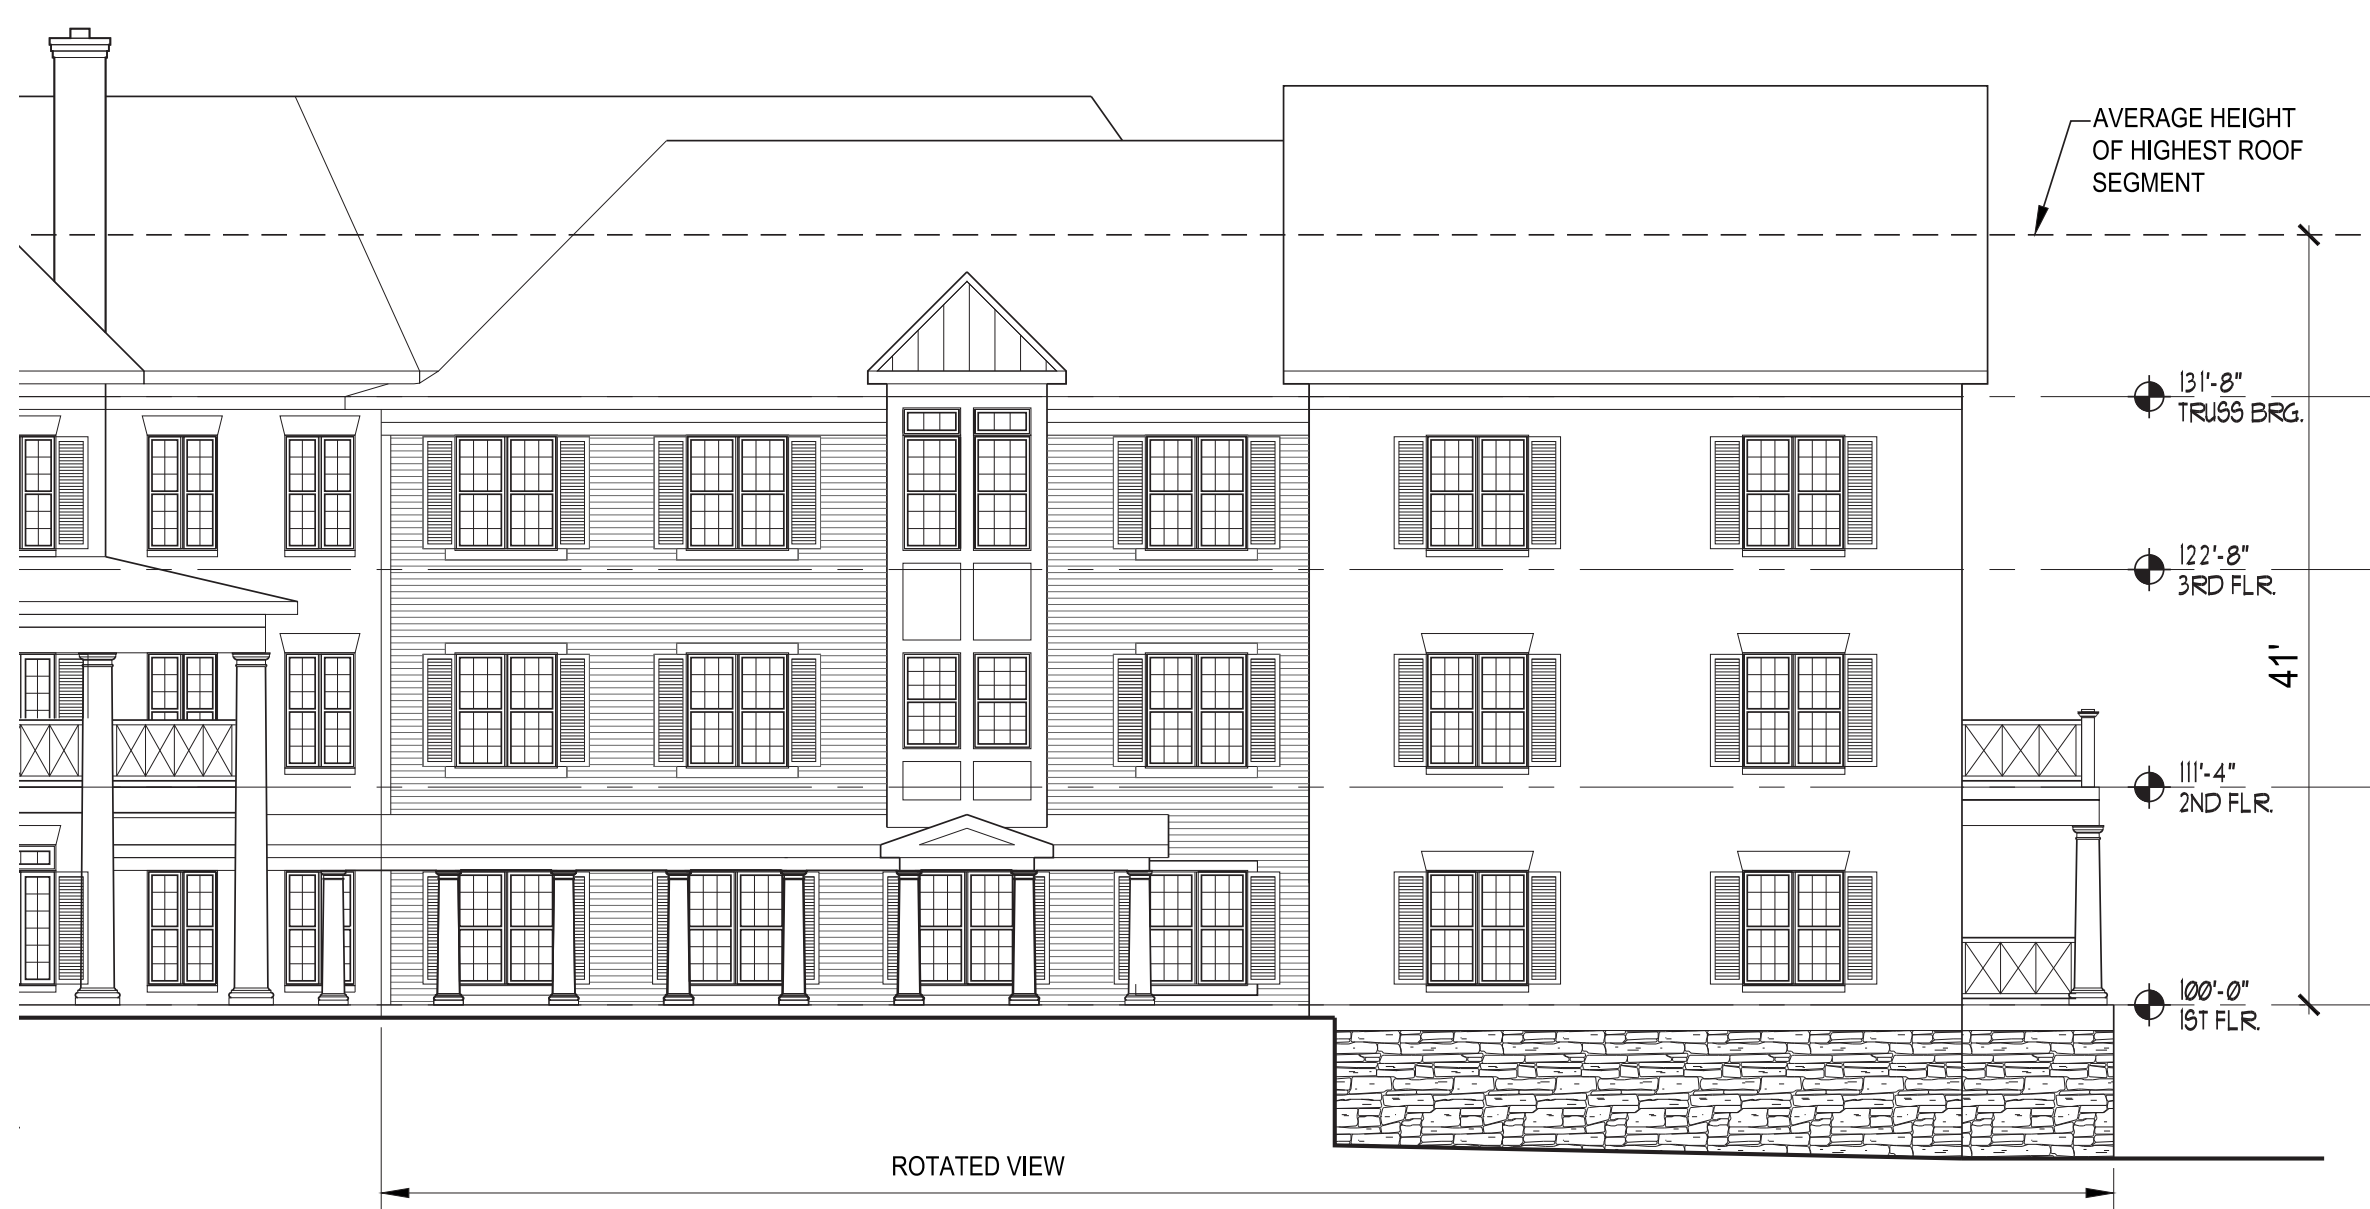 AVERAGE HEIGHT
OF HIGHEST ROOF
SEGMENT
131'-8"
TRUSS BRG.
122'-8"
3RD FLR.
41'
111'-4"
2ND FLR.
100'-0"
1ST FLR.
ROTATED VIEW